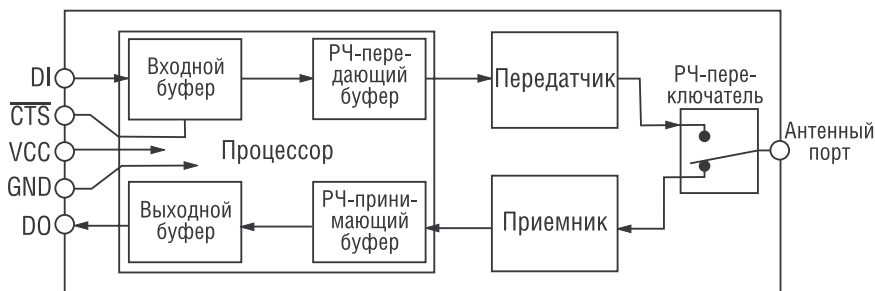 DI
CTS
VCC
GND
DO
Входной
буфер
РЧ-пере-
дающий
буфер
Передатчик
РЧ-пере-
ключатель
Антенный
порт
Процессор
Выходной
буфер
РЧ-прини-
мающий
буфер
Приемник